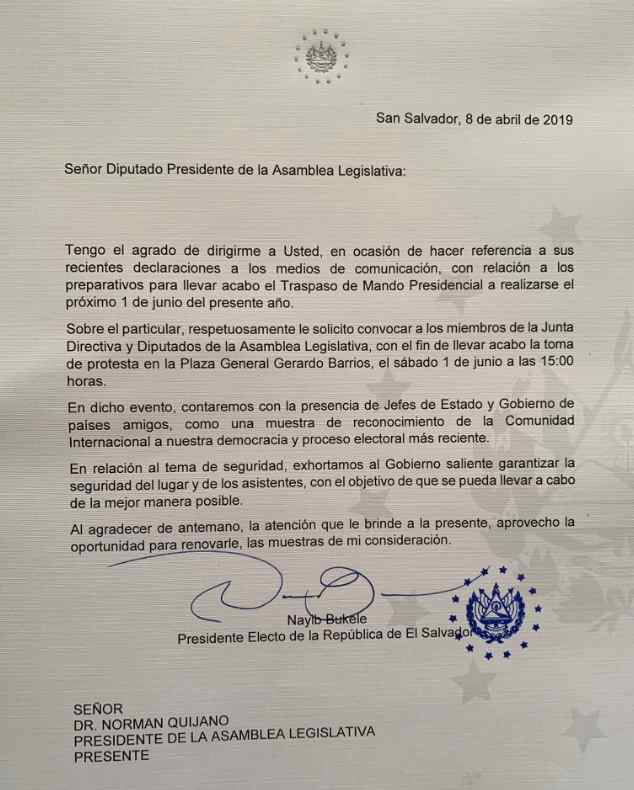 San Salvador, 8 de abril de 2019
Señor Diputado Presidente de la Asamblea Legislativa:
Tengo el agrado de dirigirme a Usted, en ocasión de hacer referencia a sus
recientes declaraciones a los medios de comunicación, con relación a los
preparativos para llevar acabo el Traspaso de Mando Presidencial a realizarse el
próximo 1 de junio del presente año.
Sobre el particular, respetuosamente le solicito convocar a los miembros de la Junta
Directiva y Diputados de la Asamblea Legislativa, con el fin de llevar acabo la toma
de protesta en la Plaza General Gerardo Barrios, el sábado 1 de junio a las 15:00
horas.
En dicho evento, contaremos con la presencia de Jefes de Estado y Gobierno de
países amigos, como una muestra de reconocimiento de la Comunidad
Internacional a nuestra democracia y proceso electoral más reciente.
En relación al tema de seguridad, exhortamos al Gobierno saliente garantizar la
seguridad del lugar y de los asistentes, con el objetivo de que se pueda llevar a cabo
de la mejor manera posible.
Al agradecer de antemano, la atención que le brinde a la presente, aprovecho la
oportunidad para renovarle, las muestras de mi consideración.
Nayib Bukele
Presidente Electo de la República de El Salvador
SEÑOR
DR. NORMAN QUIJANO
PRESIDENTE DE LA ASAMBLEA LEGISLATIVA
PRESENTE